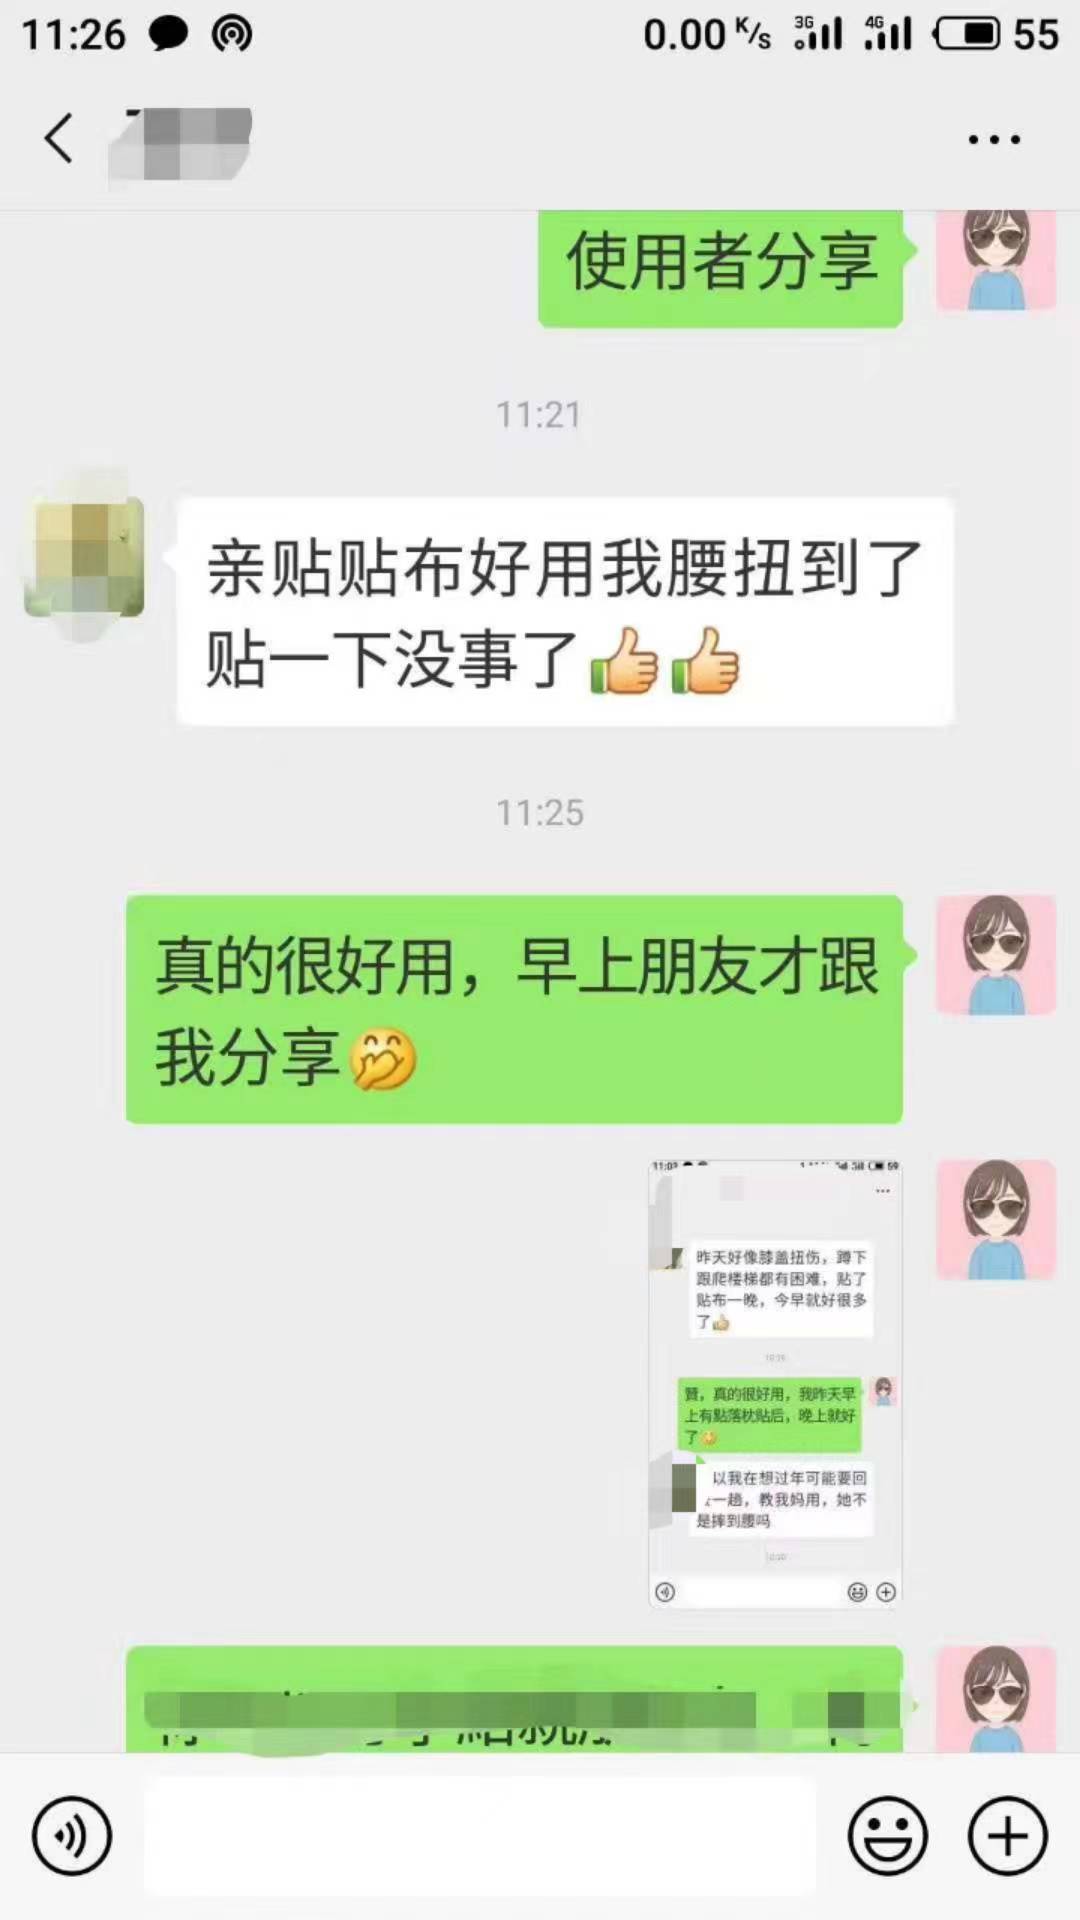 11:26
0.00 K/s 3G 4G 55
使用者分享
11:21
亲贴贴布好用我腰扭到了
贴一下没事了👍👍
11:25
真的很好用，早上朋友才跟
我分享🤭
11:03 59
昨天好像膝盖扭伤，蹲下
跟爬楼梯都有困难，贴了
贴布一晚，今早就好很多
了👍
赞，真的很好用，我昨天早
上有點落枕贴后，晚上就好
了
以我在想过年可能要回
一趟，教我妈用，她不
是摔到腰吗